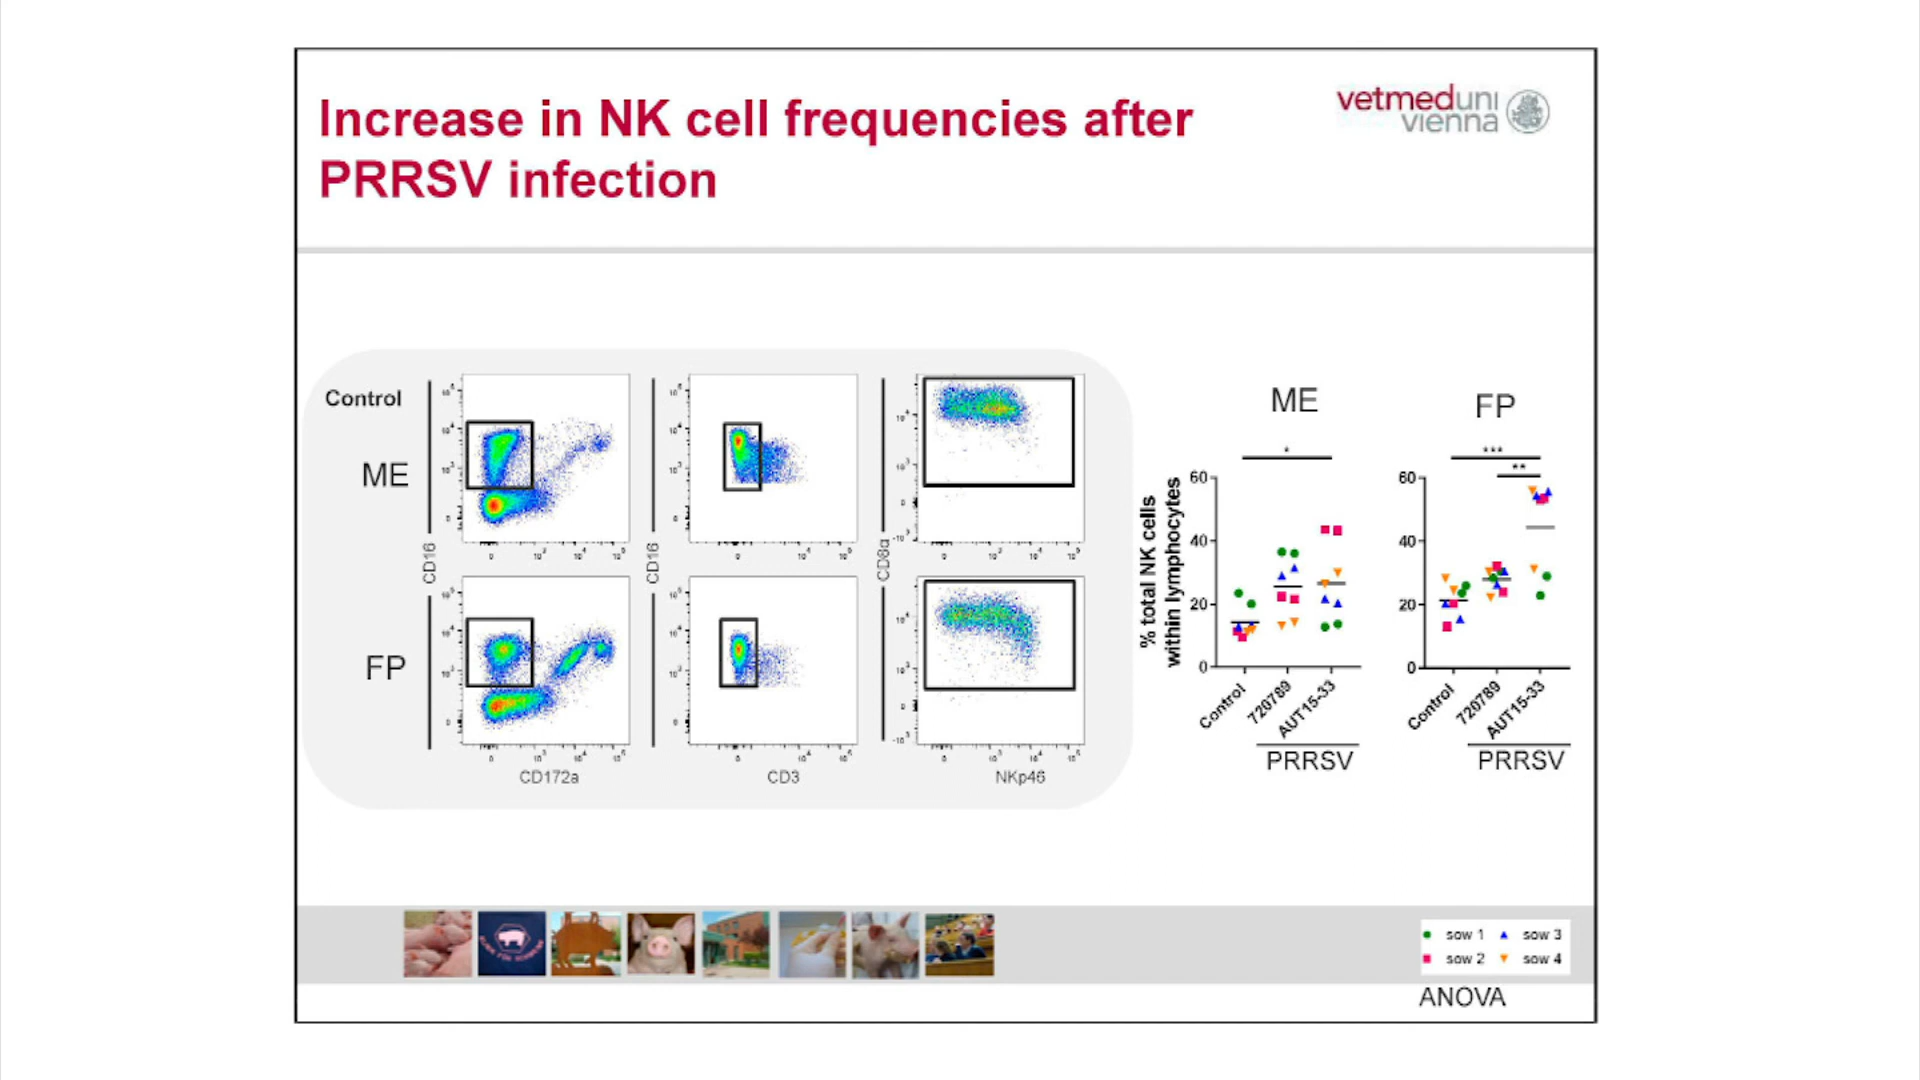 Increase in NK cell frequencies after
PRRSV infection
vetmeduni
vienna
Control
ME
FP
CD16
CD16
CD8α
CD172a
CD3
NKp46
ME
FP
*
***
**
% total NK cells
within lymphocytes
60
40
20
0
60
40
20
0
Control
720789
AUT15-33
PRRSV
Control
720789
AUT15-33
PRRSV
sow 1
sow 3
sow 2
sow 4
ANOVA